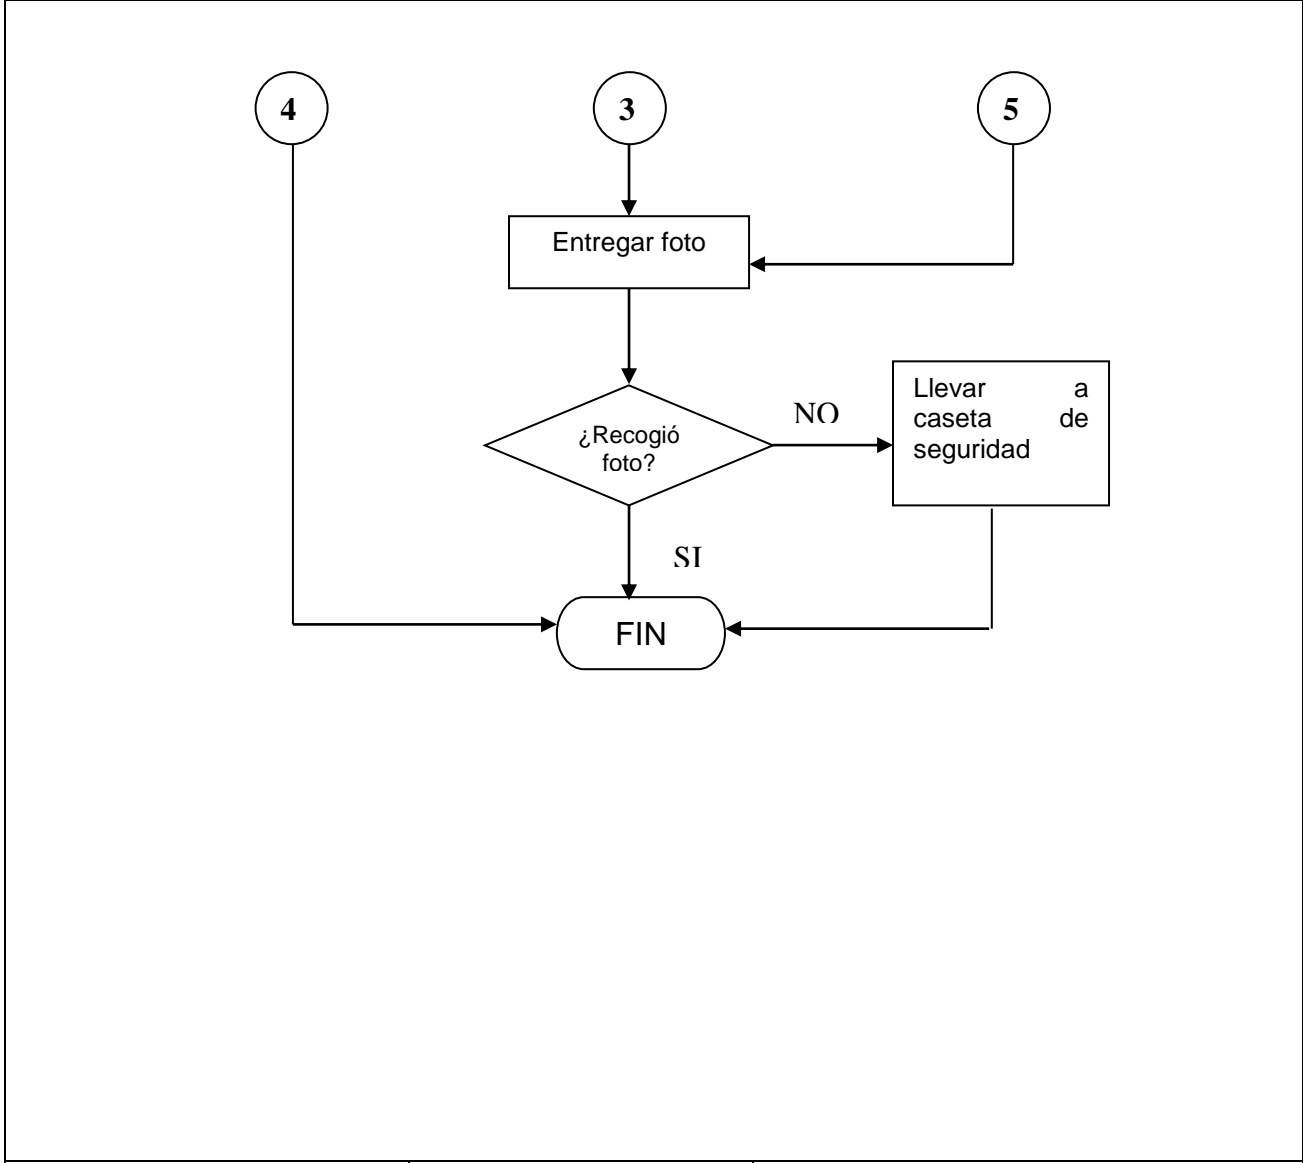 4
3
5
Entregar foto
¿Recogió
foto?
NO
Llevar a
caseta de
seguridad
SI
FIN